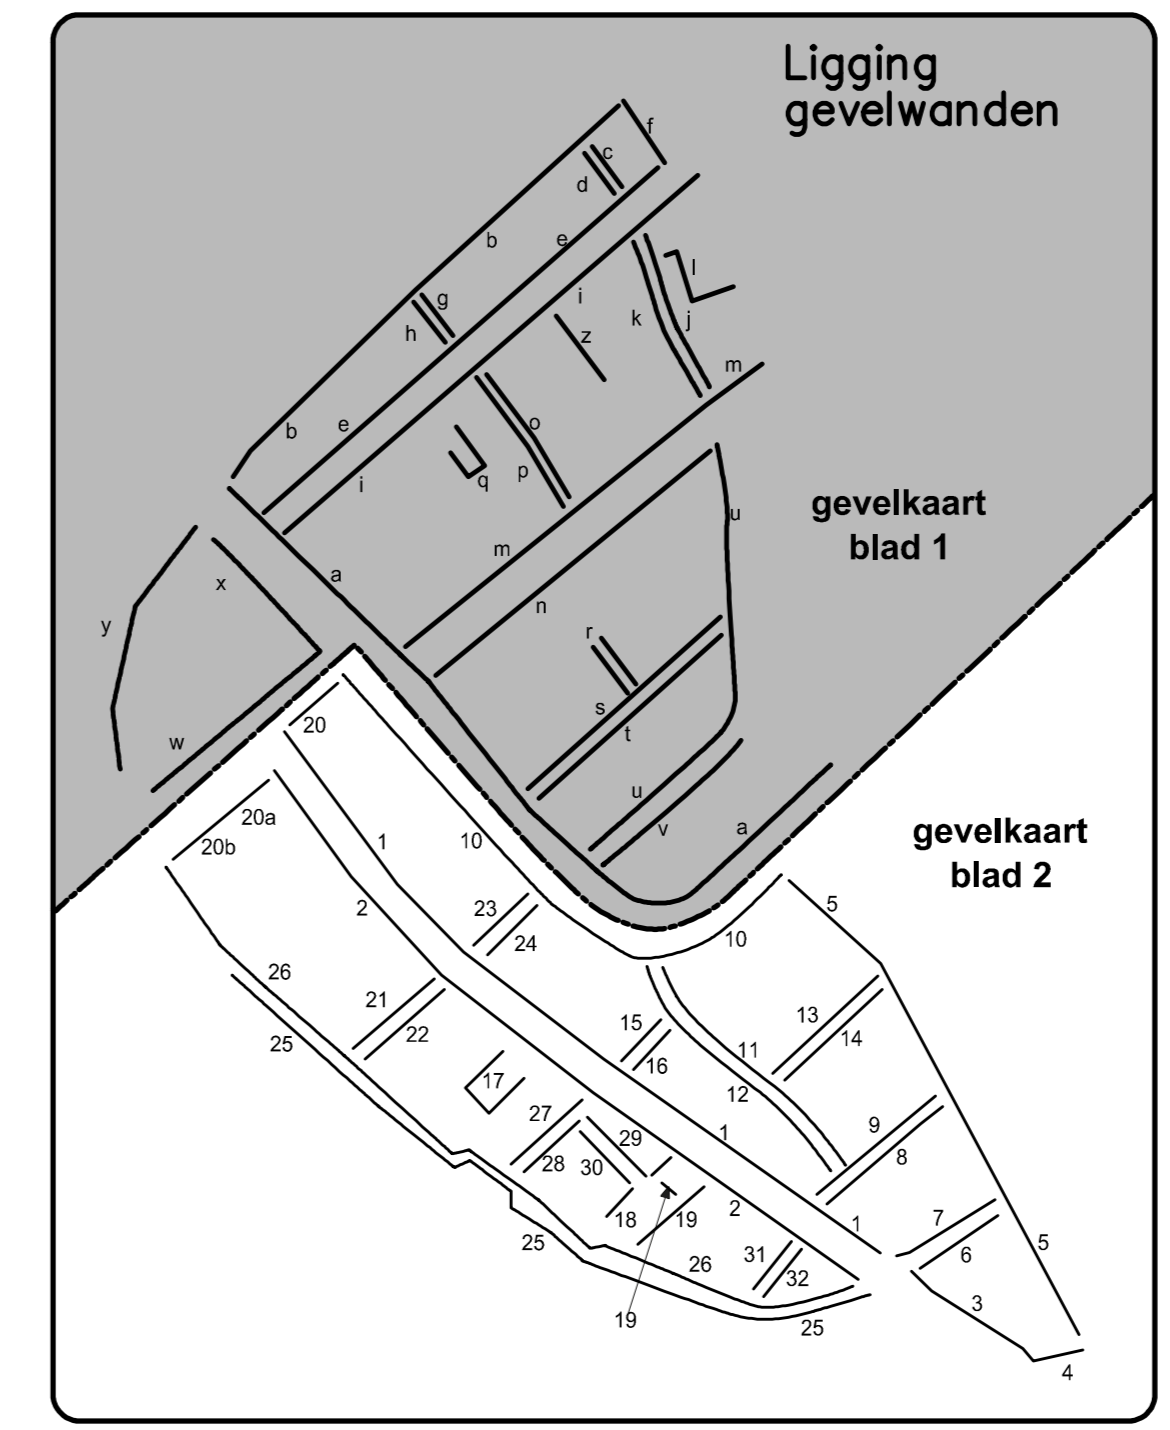 Ligging
gevelwanden
f
c
d
b
e
g
h
i
l
k
j
z
m
b
e
o
p
q
i
gevelkaart
blad 1
u
m
a
x
n
y
r
s
t
w
u
v
a
20
gevelkaart
blad 2
20a
20b
1
10
2
5
23
24
10
26
21
22
25
13
14
15
16
11
12
17
27
28
29
30
1
9
8
18
19
2
1
7
6
5
25
26
31
32
3
19
25
4